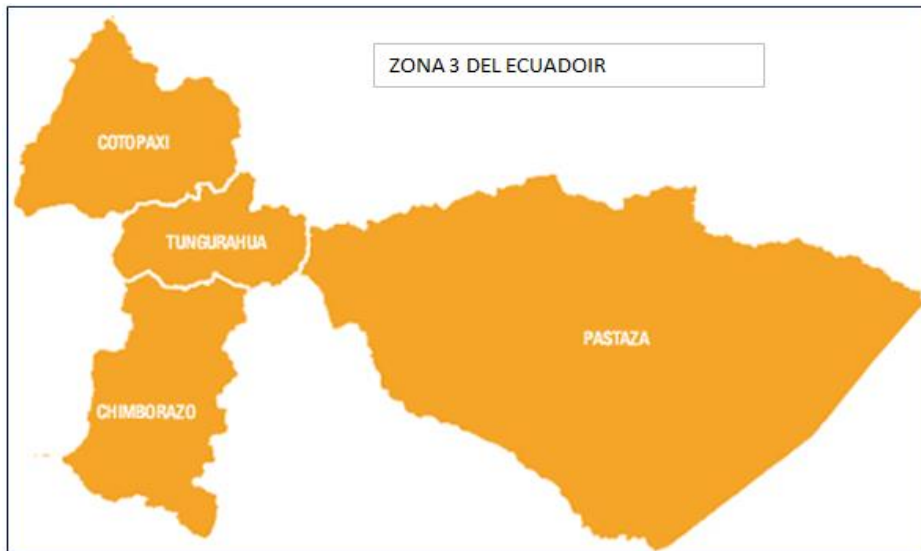 ZONA 3 DEL ECUADOIR
COTOPAXI
TUNGURAHUA
PASTAZA
CHIMBORAZO